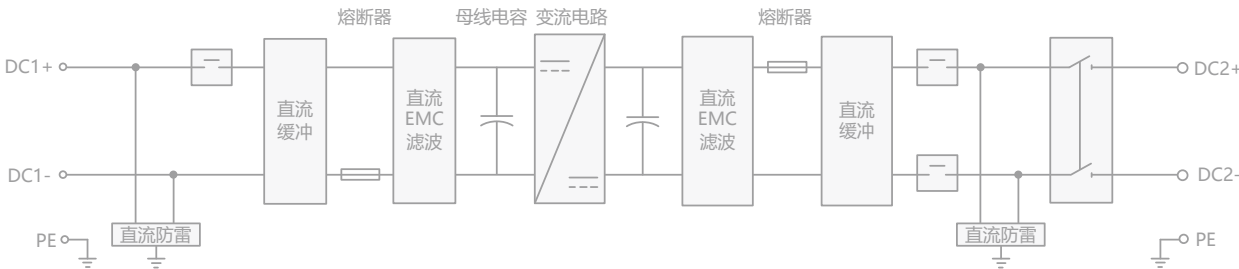 熔断器
母线电容
变流电路
熔断器
DC1+
DC2+
直流
缓冲
直流
EMC
滤波
直流
EMC
滤波
直流
缓冲
DC1-
DC2-
直流防雷
直流防雷
PE
PE